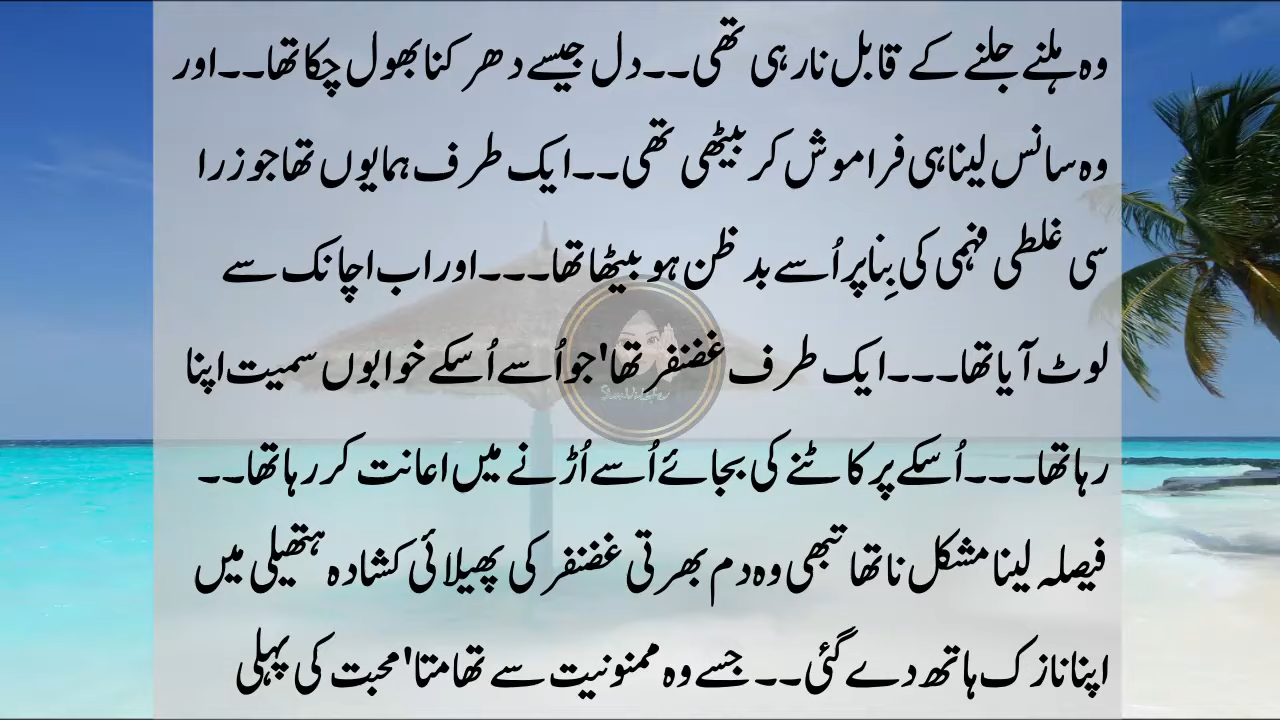 وہ ہلنے جلنے کے قابل نا رہی تھی۔۔دل جیسے دھر کنا بھول چکا تھا۔۔اور
وہ سانس لینا ہی فراموش کر بیٹھی تھی۔۔ایک طرف ہمایوں تھا جو زرا
سی غلطی فہمی کی بِنا پر اُسے بد ظن ہو بیٹھا تھا۔۔۔اور اب اچانک سے
لوٹ آیا تھا۔۔۔ایک طرف غضنفر تھا'جو اُسے اُسکے خوابوں سمیت اپنا
رہا تھا۔۔۔اُسکے پر کاٹنے کی بجائے اُسے اُڑنے میں اعانت کر رہا تھا۔۔
فیصلہ لینا مشکل نا تھا تبھی وہ دم بھرتی غضنفر کی پھیلائی کشادہ ہتھیلی میں
اپنا نازک ہاتھ دے گئی۔۔جسے وہ ممنونیت سے تھامتا'محبت کی پہلی